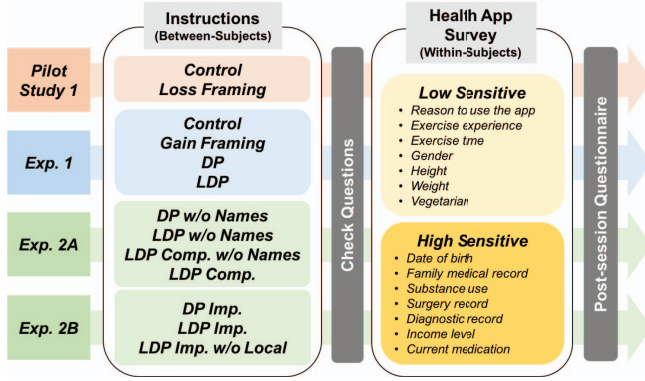 Instructions
(Between-Subjects)
Health App
Survey
(Within-Subjects)
Pilot
Study 1
Control
Loss Framing
Exp. 1
Control
Gain Framing
DP
LDP
Exp. 2A
DP w/o Names
LDP w/o Names
LDP Comp. w/o Names
LDP Comp.
Exp. 2B
DP Imp.
LDP Imp.
LDP Imp. w/o Local
Check Questions
Low Sensitive
• Reason to use the app
• Exercise experience
• Exercise time
• Gender
• Height
• Weight
• Vegetarian
High Sensitive
• Date of birth
• Family medical record
• Substance use
• Surgery record
• Diagnostic record
• Income level
• Current medication
Post-session Questionnaire